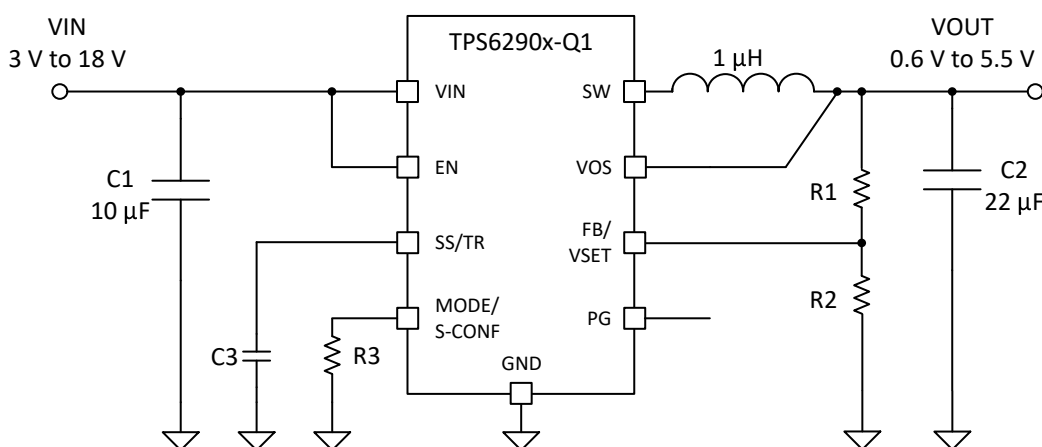 VIN
3 V to 18 V
TPS6290x-Q1
VOUT
0.6 V to 5.5 V
1 µH
VIN
SW
EN
VOS
C1
10 µF
C2
22 µF
R1
SS/TR
FB/
VSET
MODE/
S-CONF
R2
PG
C3
R3
GND